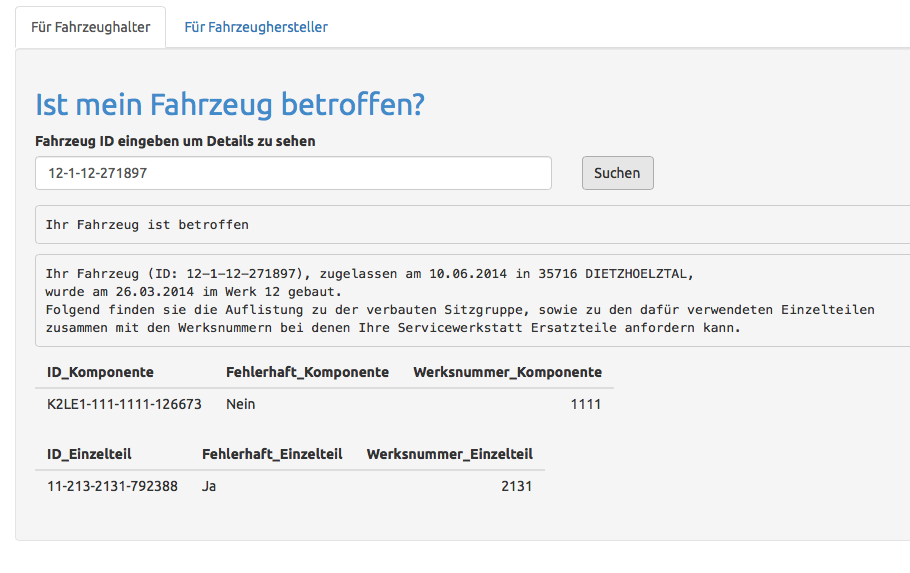 Für Fahrzeughalter Für Fahrzeughersteller
Ist mein Fahrzeug betroffen?
Fahrzeug ID eingeben um Details zu sehen
12-1-12-271897 Suchen
Ihr Fahrzeug ist betroffen
Ihr Fahrzeug (ID: 12-1-12-271897), zugelassen am 10.06.2014 in 35716 DIETZHOELZTAL,
wurde am 26.03.2014 im Werk 12 gebaut.
Folgend finden sie die Auflistung zu der verbauten Sitzgruppe, sowie zu den dafür verwendeten Einzelteilen
zusammen mit den Werksnummern bei denen Ihre Servicewerkstatt Ersatzteile anfordern kann.
ID_Komponente Fehlerhaft_Komponente Werksnummer_Komponente
K2LE1-111-1111-126673 Nein 1111
ID_Einzelteil Fehlerhaft_Einzelteil Werksnummer_Einzelteil
11-213-2131-792388 Ja 2131